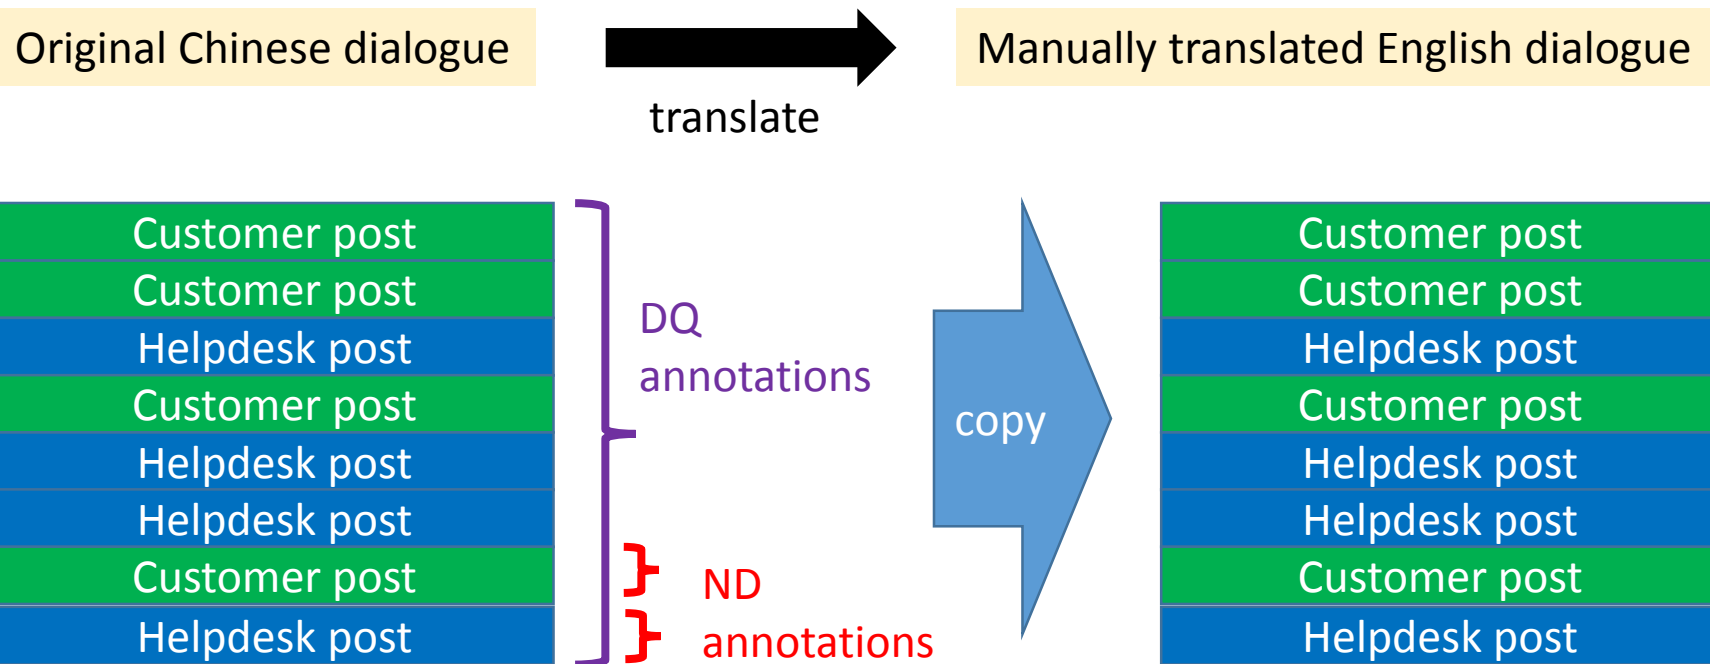 Original Chinese dialogue
translate
Manually translated English dialogue
Customer post
Customer post
Helpdesk post
Customer post
Helpdesk post
Helpdesk post
Customer post
Helpdesk post
DQ
annotations
ND
annotations
copy
Customer post
Customer post
Helpdesk post
Customer post
Helpdesk post
Helpdesk post
Customer post
Helpdesk post